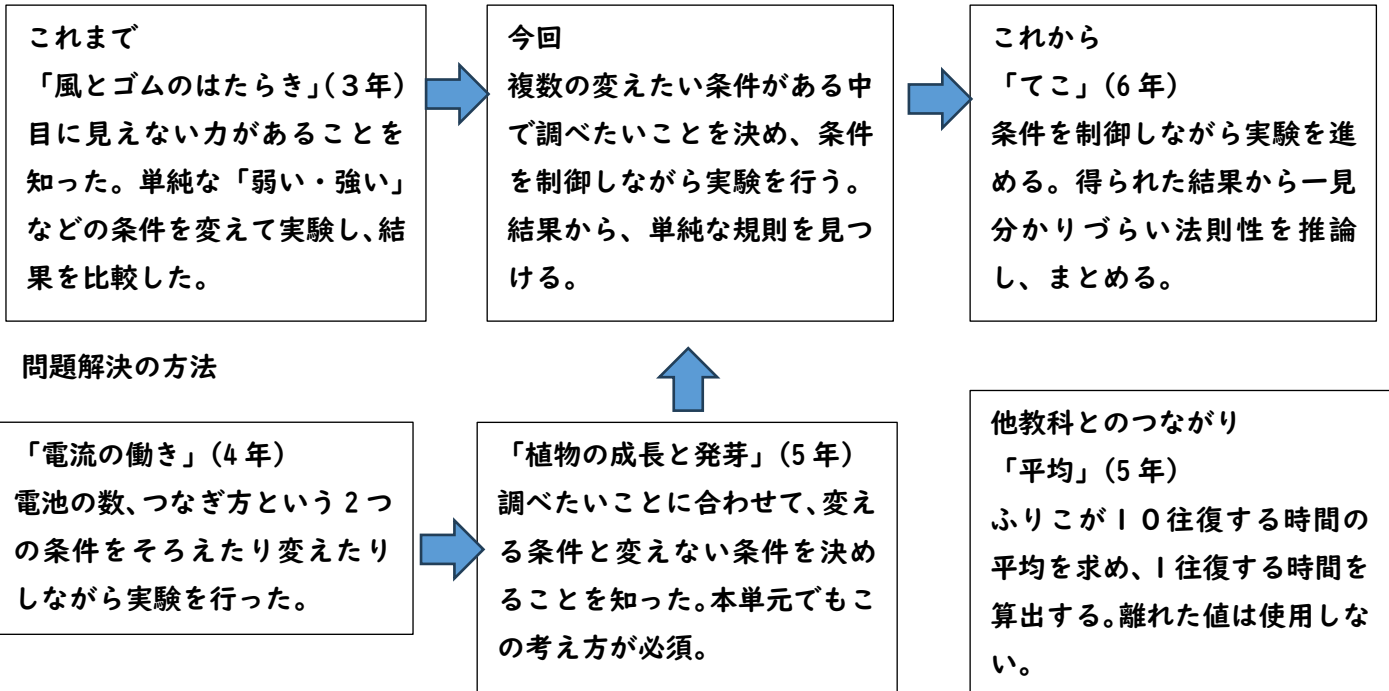 これまで
「風とゴムのはたらき」(３年)
目に見えない力があることを
知った。単純な「弱い・強い」
などの条件を変えて実験し、結
果を比較した。
今回
複数の変えたい条件がある中
で調べたいことを決め、条件
を制御しながら実験を行う。
結果から、単純な規則を見つ
ける。
これから
「てこ」(6年)
条件を制御しながら実験を進
める。得られた結果から一見
分かりづらい法則性を推論
し、まとめる。
問題解決の方法
「電流の働き」(4年)
電池の数、つなぎ方という２つ
の条件をそろえたり変えたり
しながら実験を行った。
「植物の成長と発芽」(5年)
調べたいことに合わせて、変え
る条件と変えない条件を決め
ることを知った。本単元でもこ
の考え方が必須。
他教科とのつながり
「平均」(5年)
ふりこが１０往復する時間の
平均を求め、1往復する時間を
算出する。離れた値は使用しな
い。